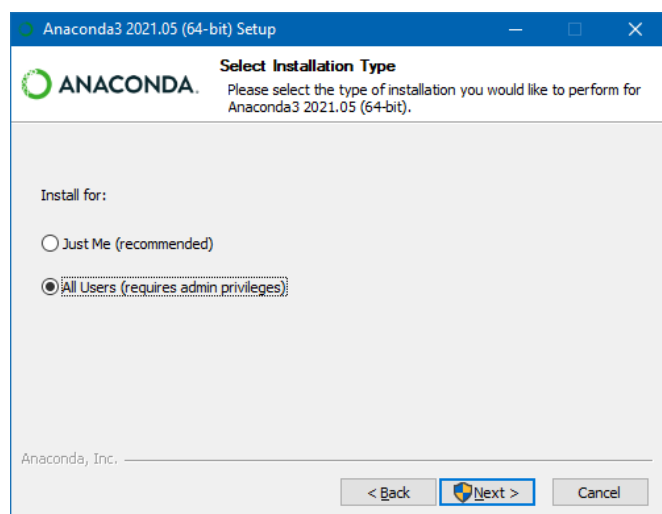 Anaconda3 2021.05 (64-bit) Setup
ANACONDA.
Select Installation Type
Please select the type of installation you would like to perform for
Anaconda3 2021.05 (64-bit).
Install for:
Just Me (recommended)
All Users (requires admin privileges)
Anaconda, Inc.
< Back
Next >
Cancel